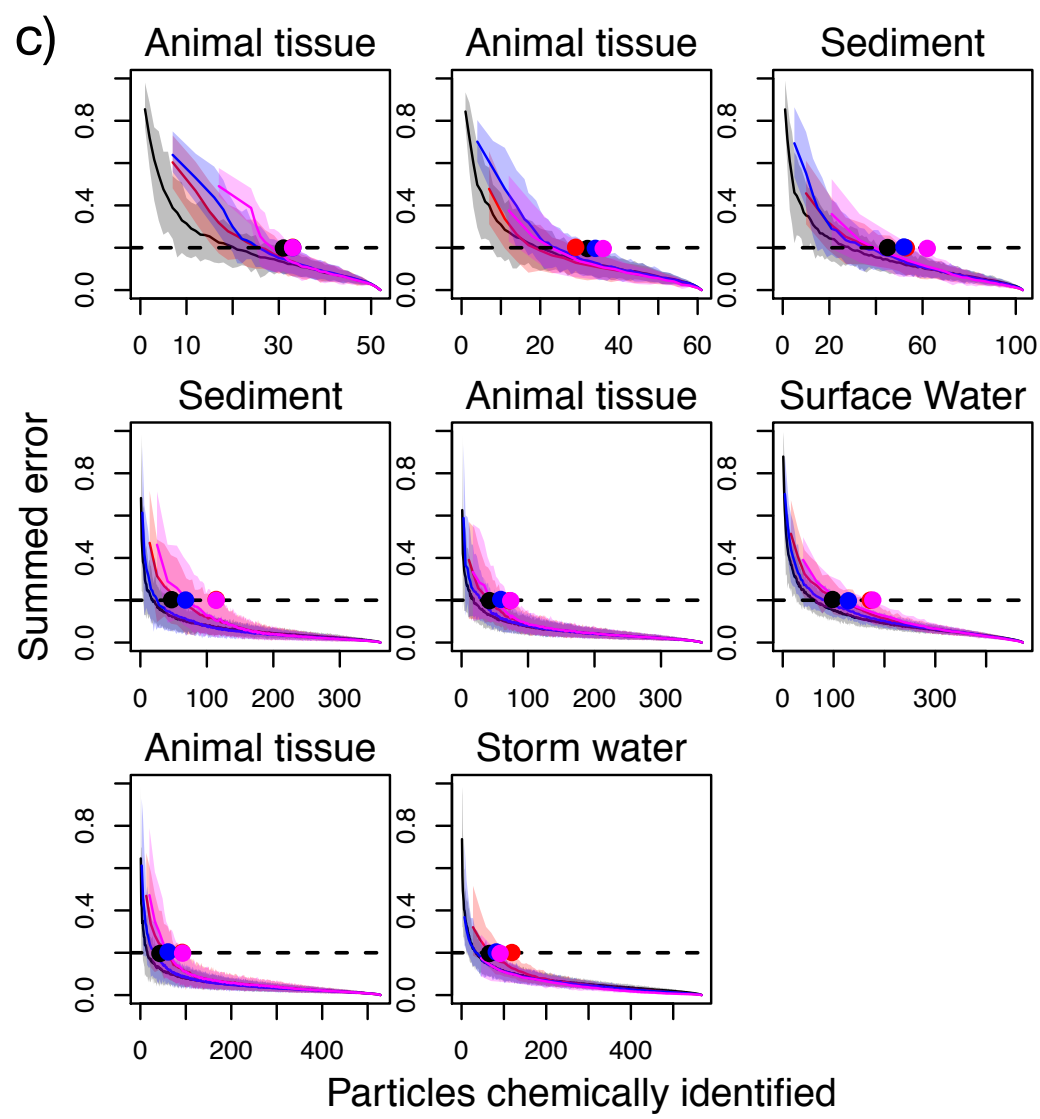 c)
Animal tissue
Animal tissue
Sediment
0.0 0.4 0.8
0.0 0.4 0.8
0.0 0.4 0.8
0 10 30 50
0 20 40 60
0 20 60 100
Sediment
Animal tissue
Surface Water
Summed error
0.0 0.4 0.8
0.0 0.4 0.8
0.0 0.4 0.8
0 100 200 300
0 100 200 300
0 100 300
Animal tissue
Storm water
0.0 0.4 0.8
0.0 0.4 0.8
0 200 400
0 200 400
Particles chemically identified